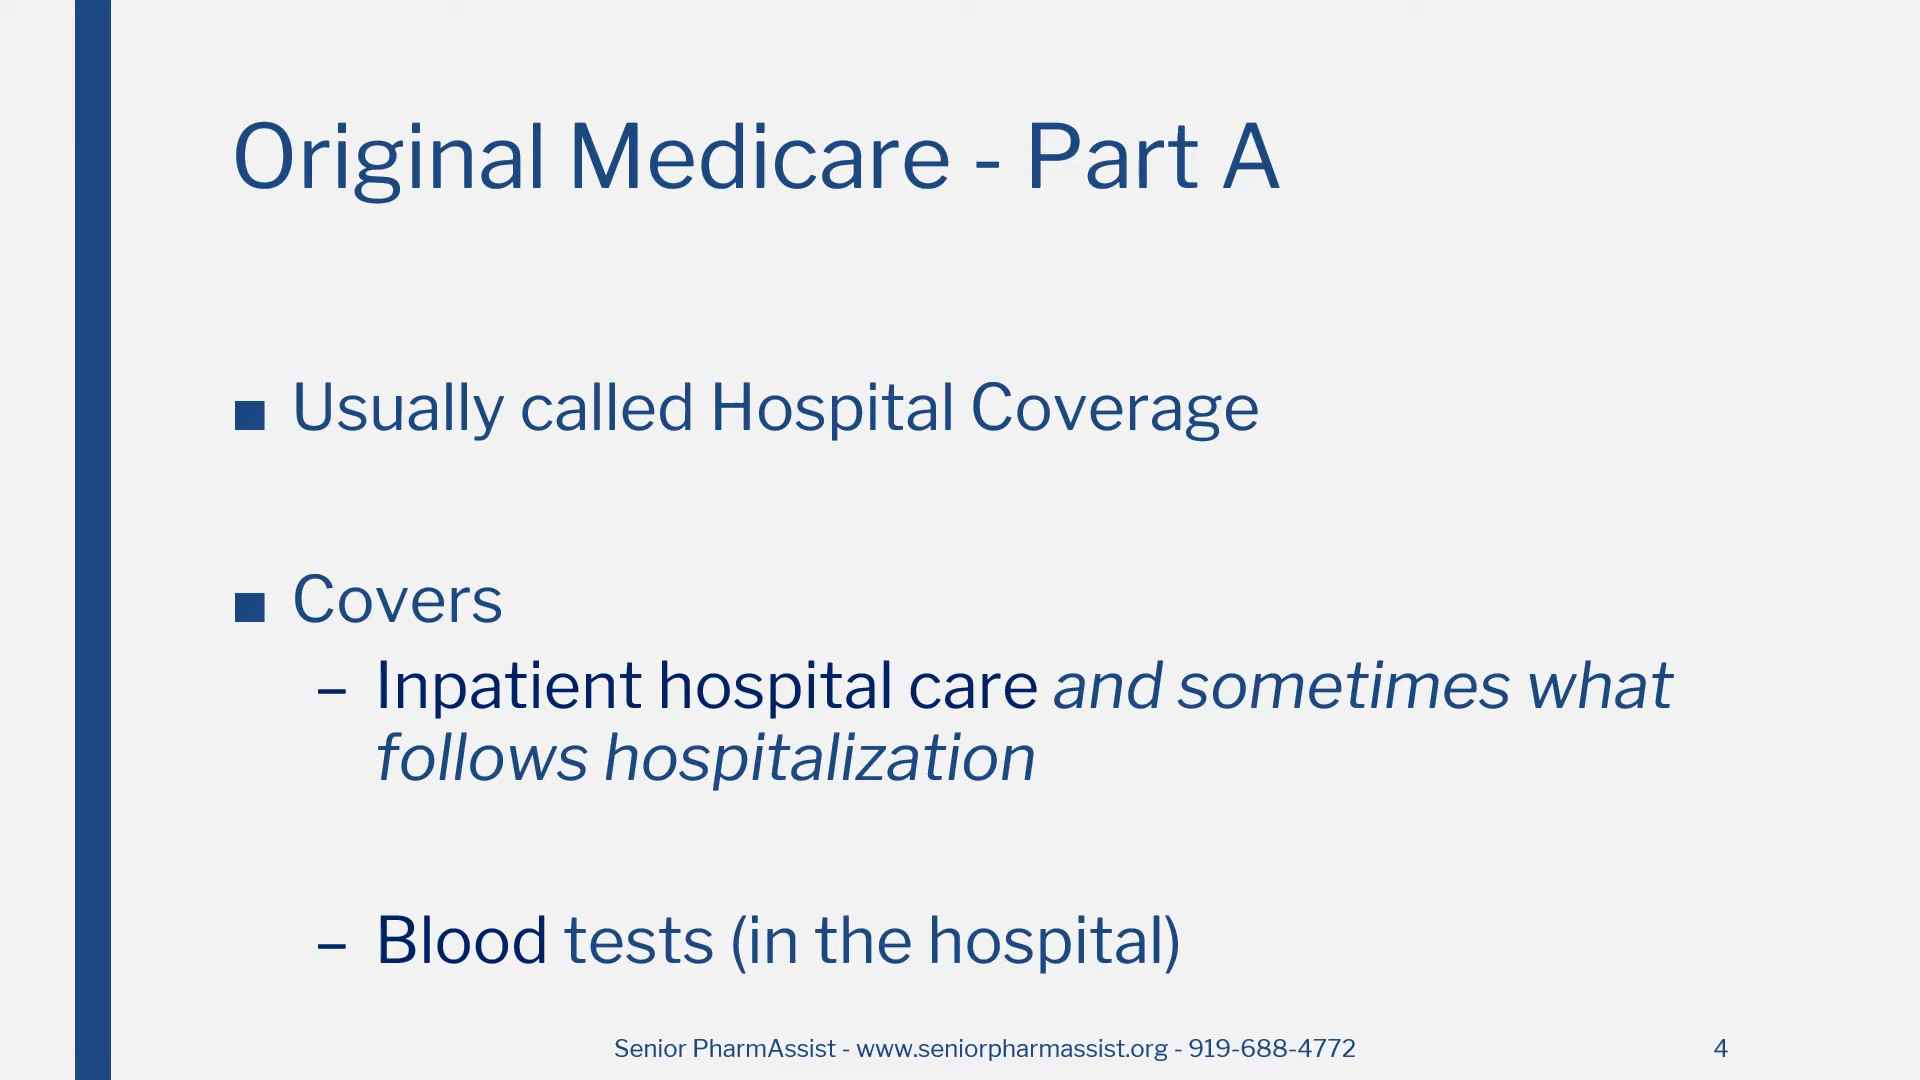 Original Medicare - Part A
■ Usually called Hospital Coverage
■ Covers
– Inpatient hospital care and sometimes what
follows hospitalization
– Blood tests (in the hospital)
Senior PharmAssist - www.seniorpharmassist.org - 919-688-4772
4